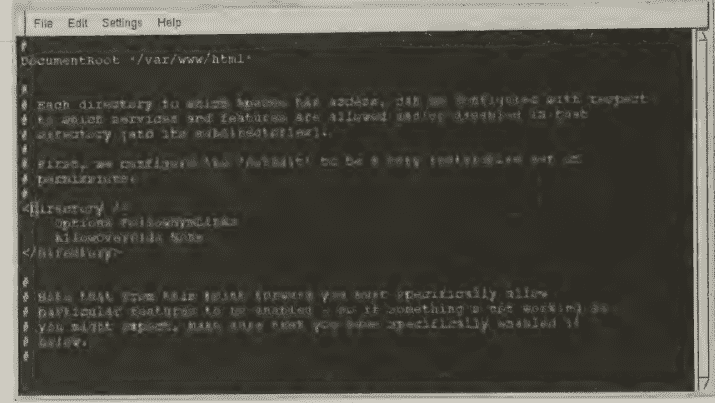 File Edit Settings Help
#
DocumentRoot "/var/www/html"
#
# Each directory to which Apache has access, can be configured with respect
# to which services and features are allowed and/or disabled in that
# directory (and its subdirectories).
#
# First, we configure the "default" to be a very restrictive set of
# permissions.
#
<Directory />
Options FollowSymLinks
AllowOverride None
</Directory>
#
# Note that from this point forward you must specifically allow
# particular features to be enabled - so if something's not working as
# you might expect, make sure that you have specifically enabled it
# below.
#